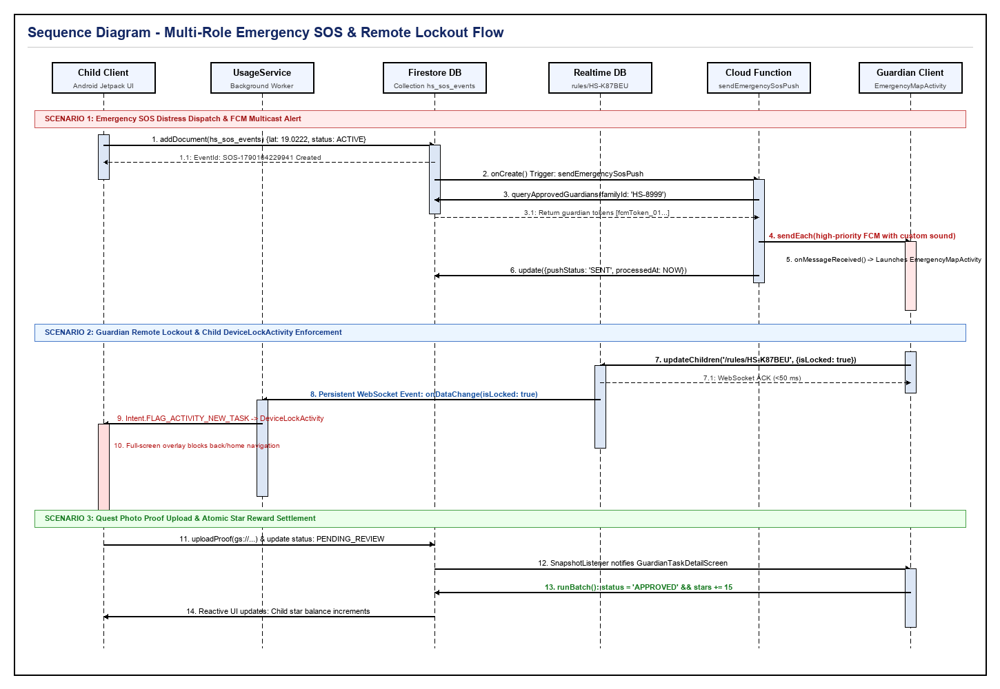 Sequence Diagram - Multi-Role Emergency SOS & Remote Lockout Flow
Child Client
Android Jetpack UI
UsageService
Background Worker
Firestore DB
Collection hs_sos_events
Realtime DB
rules/HS-K87BEU
Cloud Function
sendEmergencySosPush
Guardian Client
EmergencyMapActivity
SCENARIO 1: Emergency SOS Distress Dispatch & FCM Multicast Alert
1. addDocument(hs_sos_events) {lat: 19.0222, status: ACTIVE}
1.1: EventId: SOS-1790164229941 Created
2. onCreate() Trigger: sendEmergencySosPush
3. queryApprovedGuardians(familyId: 'HS-8999')
3.1: Return guardian tokens [fcmToken_01...]
4. sendEach(high-priority FCM with custom sound)
5. onMessageReceived() -> Launches EmergencyMapActivity
6. update({pushStatus: 'SENT', processedAt: NOW})
SCENARIO 2: Guardian Remote Lockout & Child DeviceLockActivity Enforcement
7. updateChildren('/rules/HS-K87BEU', {isLocked: true})
7.1: WebSocket ACK (<50 ms)
8. Persistent WebSocket Event: onDataChange(isLocked: true)
9. Intent.FLAG_ACTIVITY_NEW_TASK -> DeviceLockActivity
10. Full-screen overlay blocks back/home navigation
SCENARIO 3: Quest Photo Proof Upload & Atomic Star Reward Settlement
11. uploadProof(gs://...) & update status: PENDING_REVIEW
12. SnapshotListener notifies GuardianTaskDetailScreen
13. runBatch(): status = 'APPROVED' && stars += 15
14. Reactive UI updates: Child star balance increments